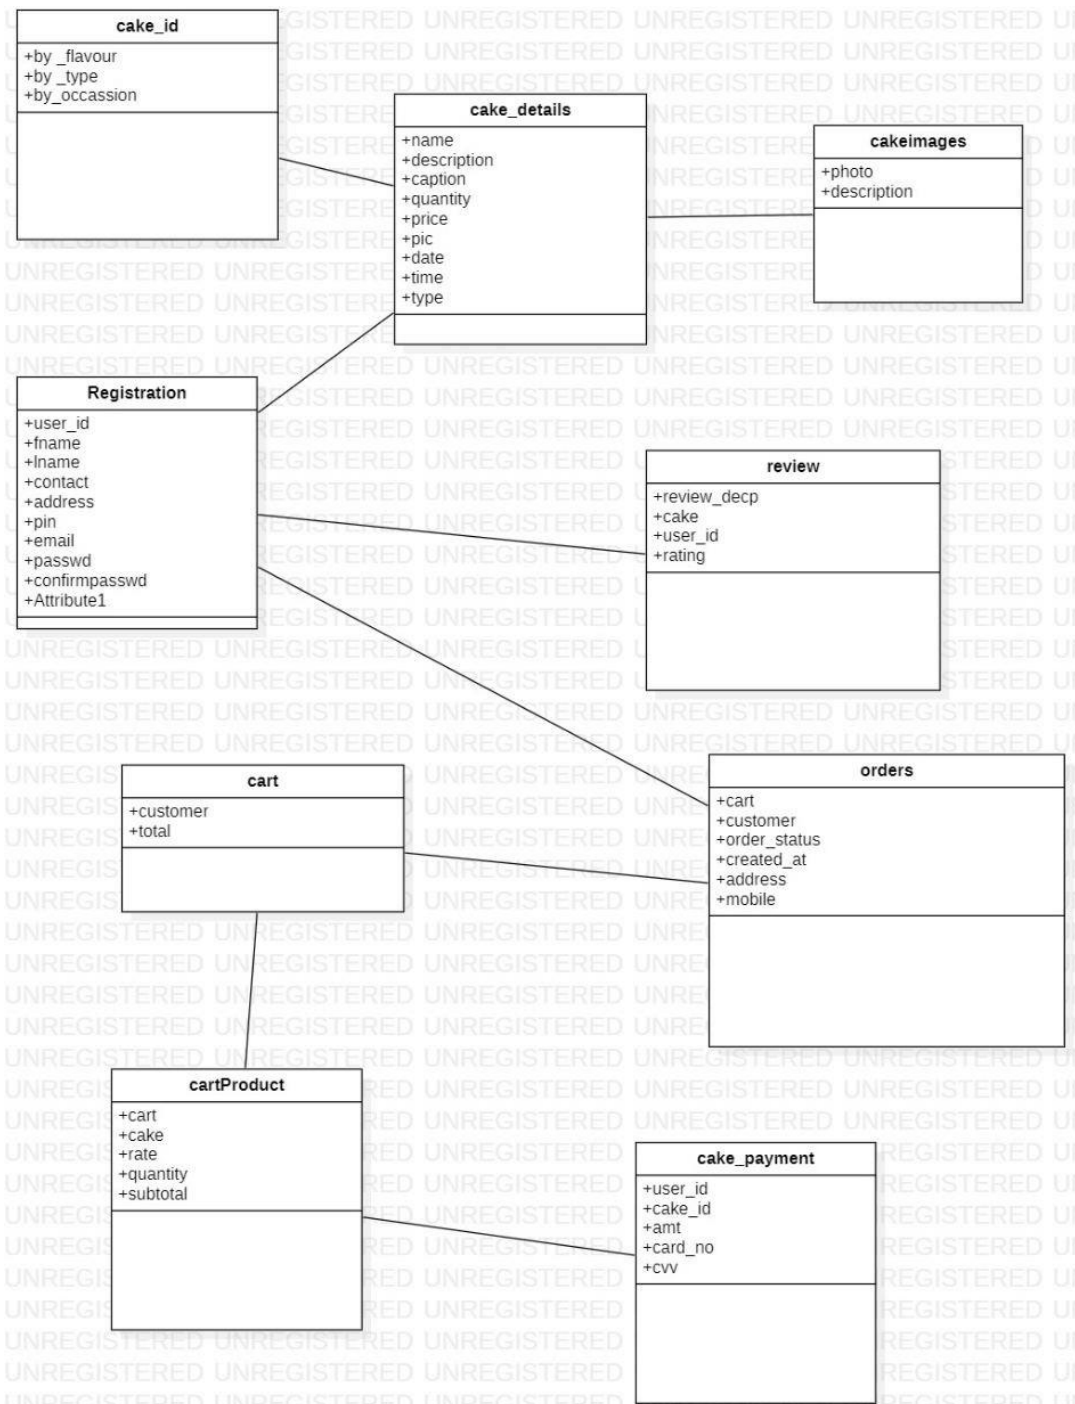 cake_id
+by _flavour
+by _type
+by_occassion
cake_details
+name
+description
+caption
+quantity
+price
+pic
+date
+time
+type
cakeimages
+photo
+description
Registration
+user_id
+fname
+lname
+contact
+address
+pin
+email
+passwd
+confirmpasswd
+Attribute1
review
+review_decp
+cake
+user_id
+rating
cart
+customer
+total
orders
+cart
+customer
+order_status
+created_at
+address
+mobile
cartProduct
+cart
+cake
+rate
+quantity
+subtotal
cake_payment
+user_id
+cake_id
+amt
+card_no
+cvv
UNREGISTERED